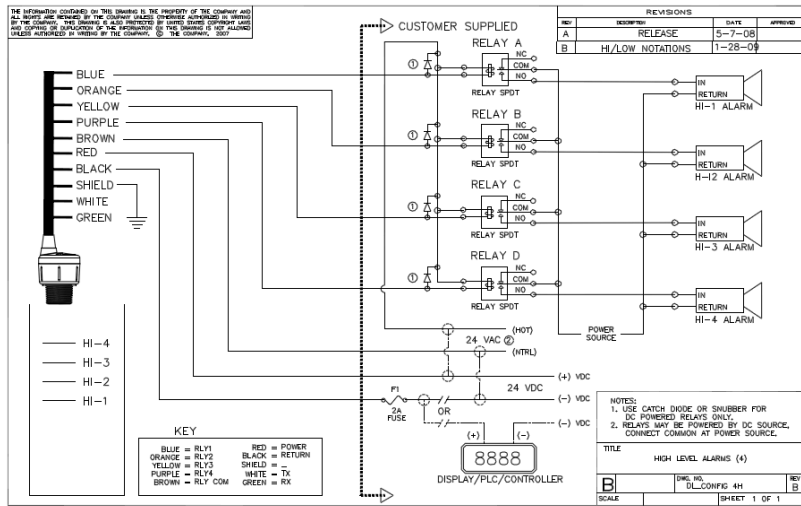 THE INFORMATION CONTAINED ON THIS DRAWING IS THE PROPERTY OF THE COMPANY AND
ALL RIGHTS ARE RETAINED BY THE COMPANY UNLESS OTHERWISE AUTHORIZED IN WRITING
BY THE COMPANY. THIS DRAWING IS ALSO PROTECTED BY UNITED STATES COPYRIGHT LAWS
AND COPYING OR DUPLICATION OF THE INFORMATION ON THIS DRAWING IS NOT ALLOWED
UNLESS AUTHORIZED IN WRITING BY THE COMPANY. © THE COMPANY, 2007
REVISIONS
REV DESCRIPTION DATE APPROVED
A RELEASE 5-7-08
B HI/LOW NOTATIONS 1-28-09
CUSTOMER SUPPLIED
BLUE
ORANGE
YELLOW
PURPLE
BROWN
RED
BLACK
SHIELD
WHITE
GREEN
RELAY A
1
NC
COM
NO
RELAY SPDT
IN
RETURN
HI-1 ALARM
RELAY B
1
NC
COM
NO
RELAY SPDT
IN
RETURN
H-I2 ALARM
RELAY C
1
NC
COM
NO
RELAY SPDT
IN
RETURN
HI-3 ALARM
RELAY D
1
NC
COM
NO
RELAY SPDT
IN
RETURN
HI-4 ALARM
POWER
SOURCE
HI-4
HI-3
HI-2
HI-1
(HOT)
24 VAC 2
(NTRL)
(+) VDC
24 VDC
(-) VDC
(-) VDC
F1
2A
FUSE
OR
(+) (-)
8888
DISPLAY/PLC/CONTROLLER
KEY
BLUE = RLY1
ORANGE = RLY2
YELLOW = RLY3
PURPLE = RLY4
BROWN = RLY COM
RED = POWER
BLACK = RETURN
SHIELD = _
WHITE = TX
GREEN = RX
NOTES:
1. USE CATCH DIODE OR SNUBBER FOR
DC POWERED RELAYS ONLY.
2. RELAYS MAY BE POWERED BY DC SOURCE,
CONNECT COMMON AT POWER SOURCE.
TITLE
HIGH LEVEL ALARMS (4)
B
DWG. NO.
DL_CONFIG 4H
REV
B
SCALE
SHEET 1 OF 1